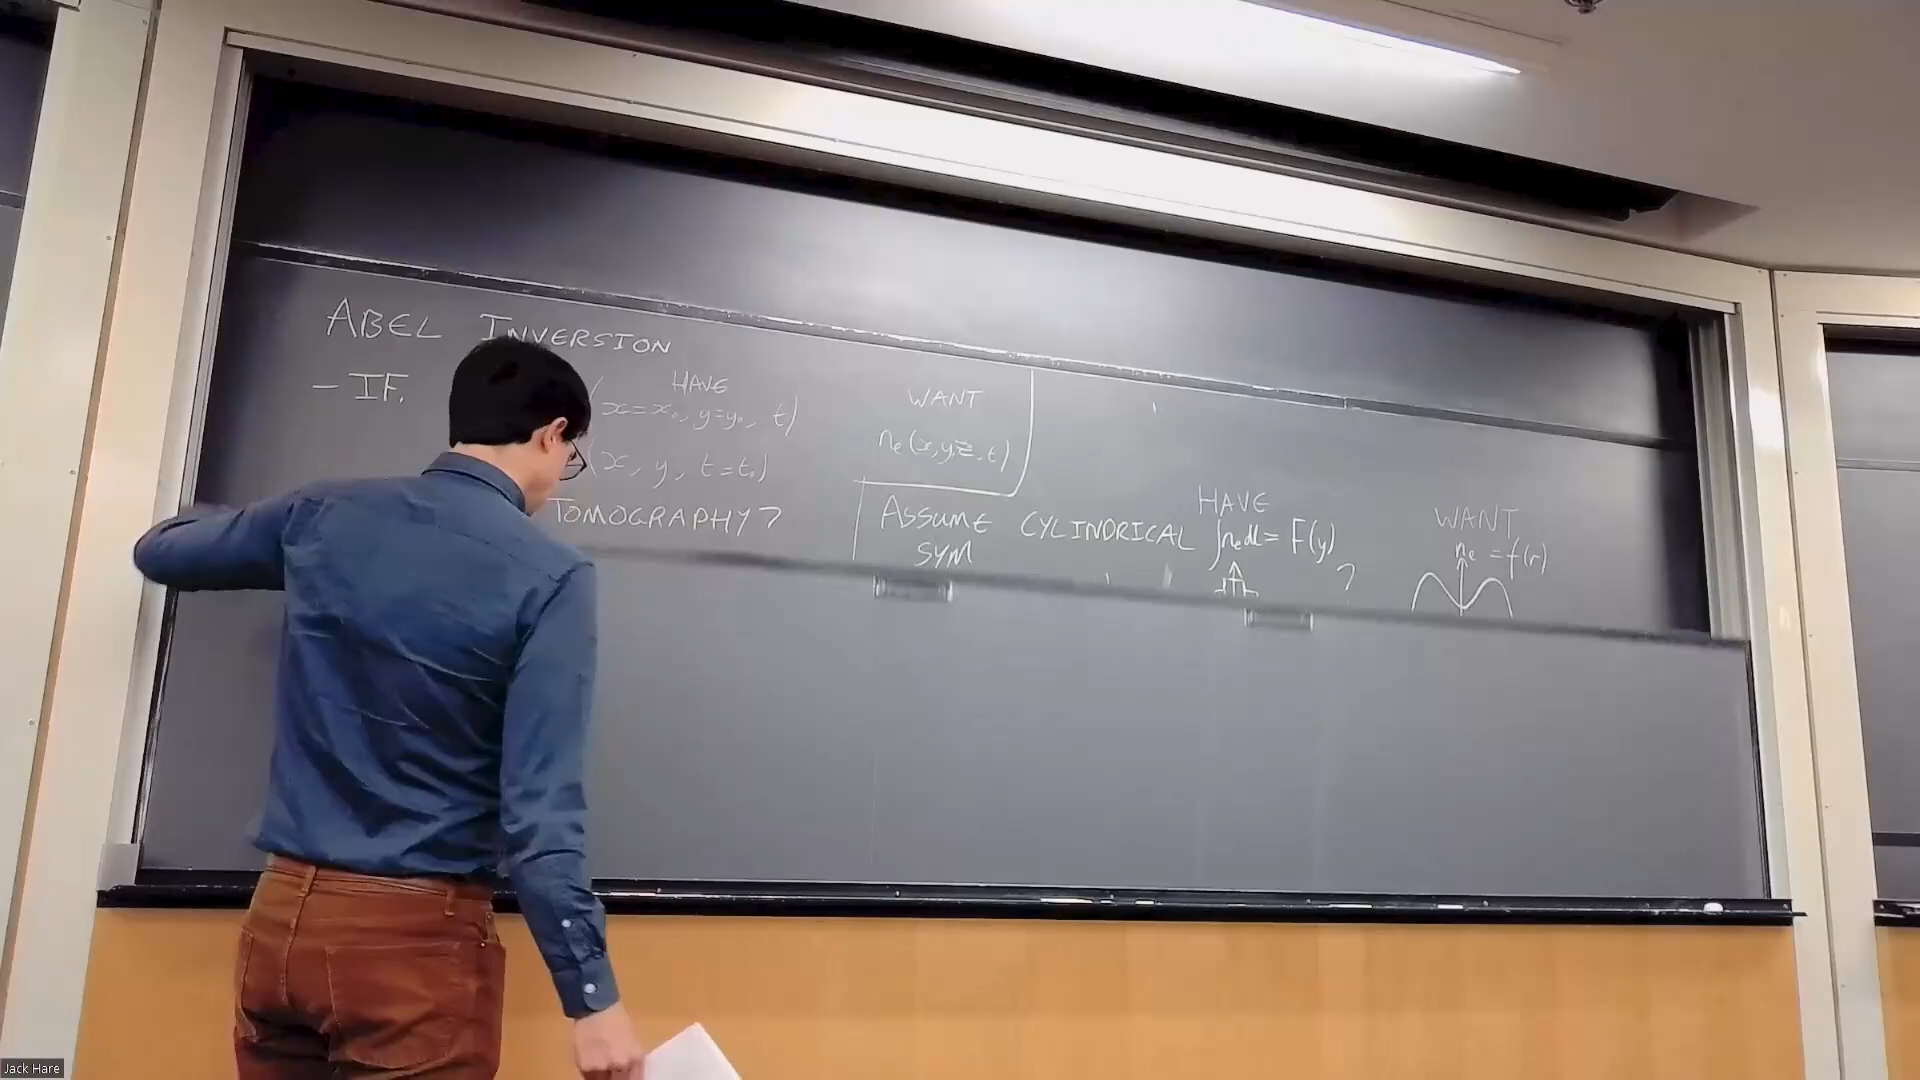 ABEL INVERSION
- IF.
HAVE
(x=x₀, y=y₀, t)
(x, y, t=t₀)
TOMOGRAPHY?
WANT
nₑ(x,y,z,t)
ASSUME CYLINDRICAL
SYM
HAVE
∫nₑdl = F(y)
?
WANT
nₑ = f(r)
Jack Hare